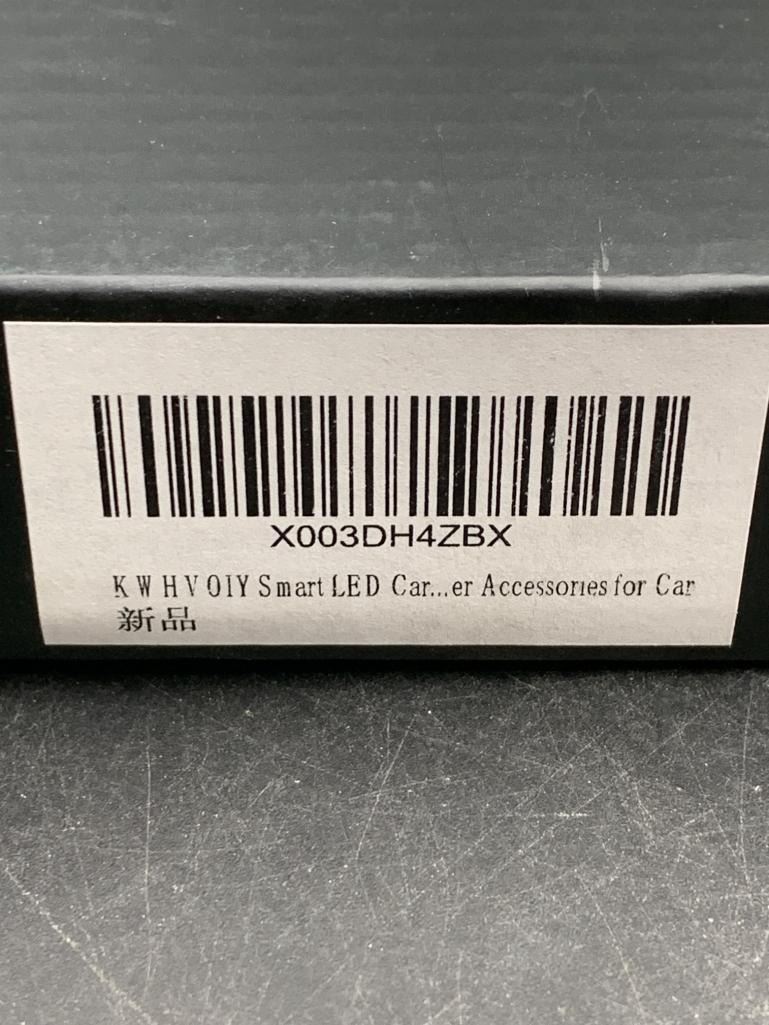 X003DH4ZBX
KWHVOIY Smart LED Car...er Accessories for Car
新品